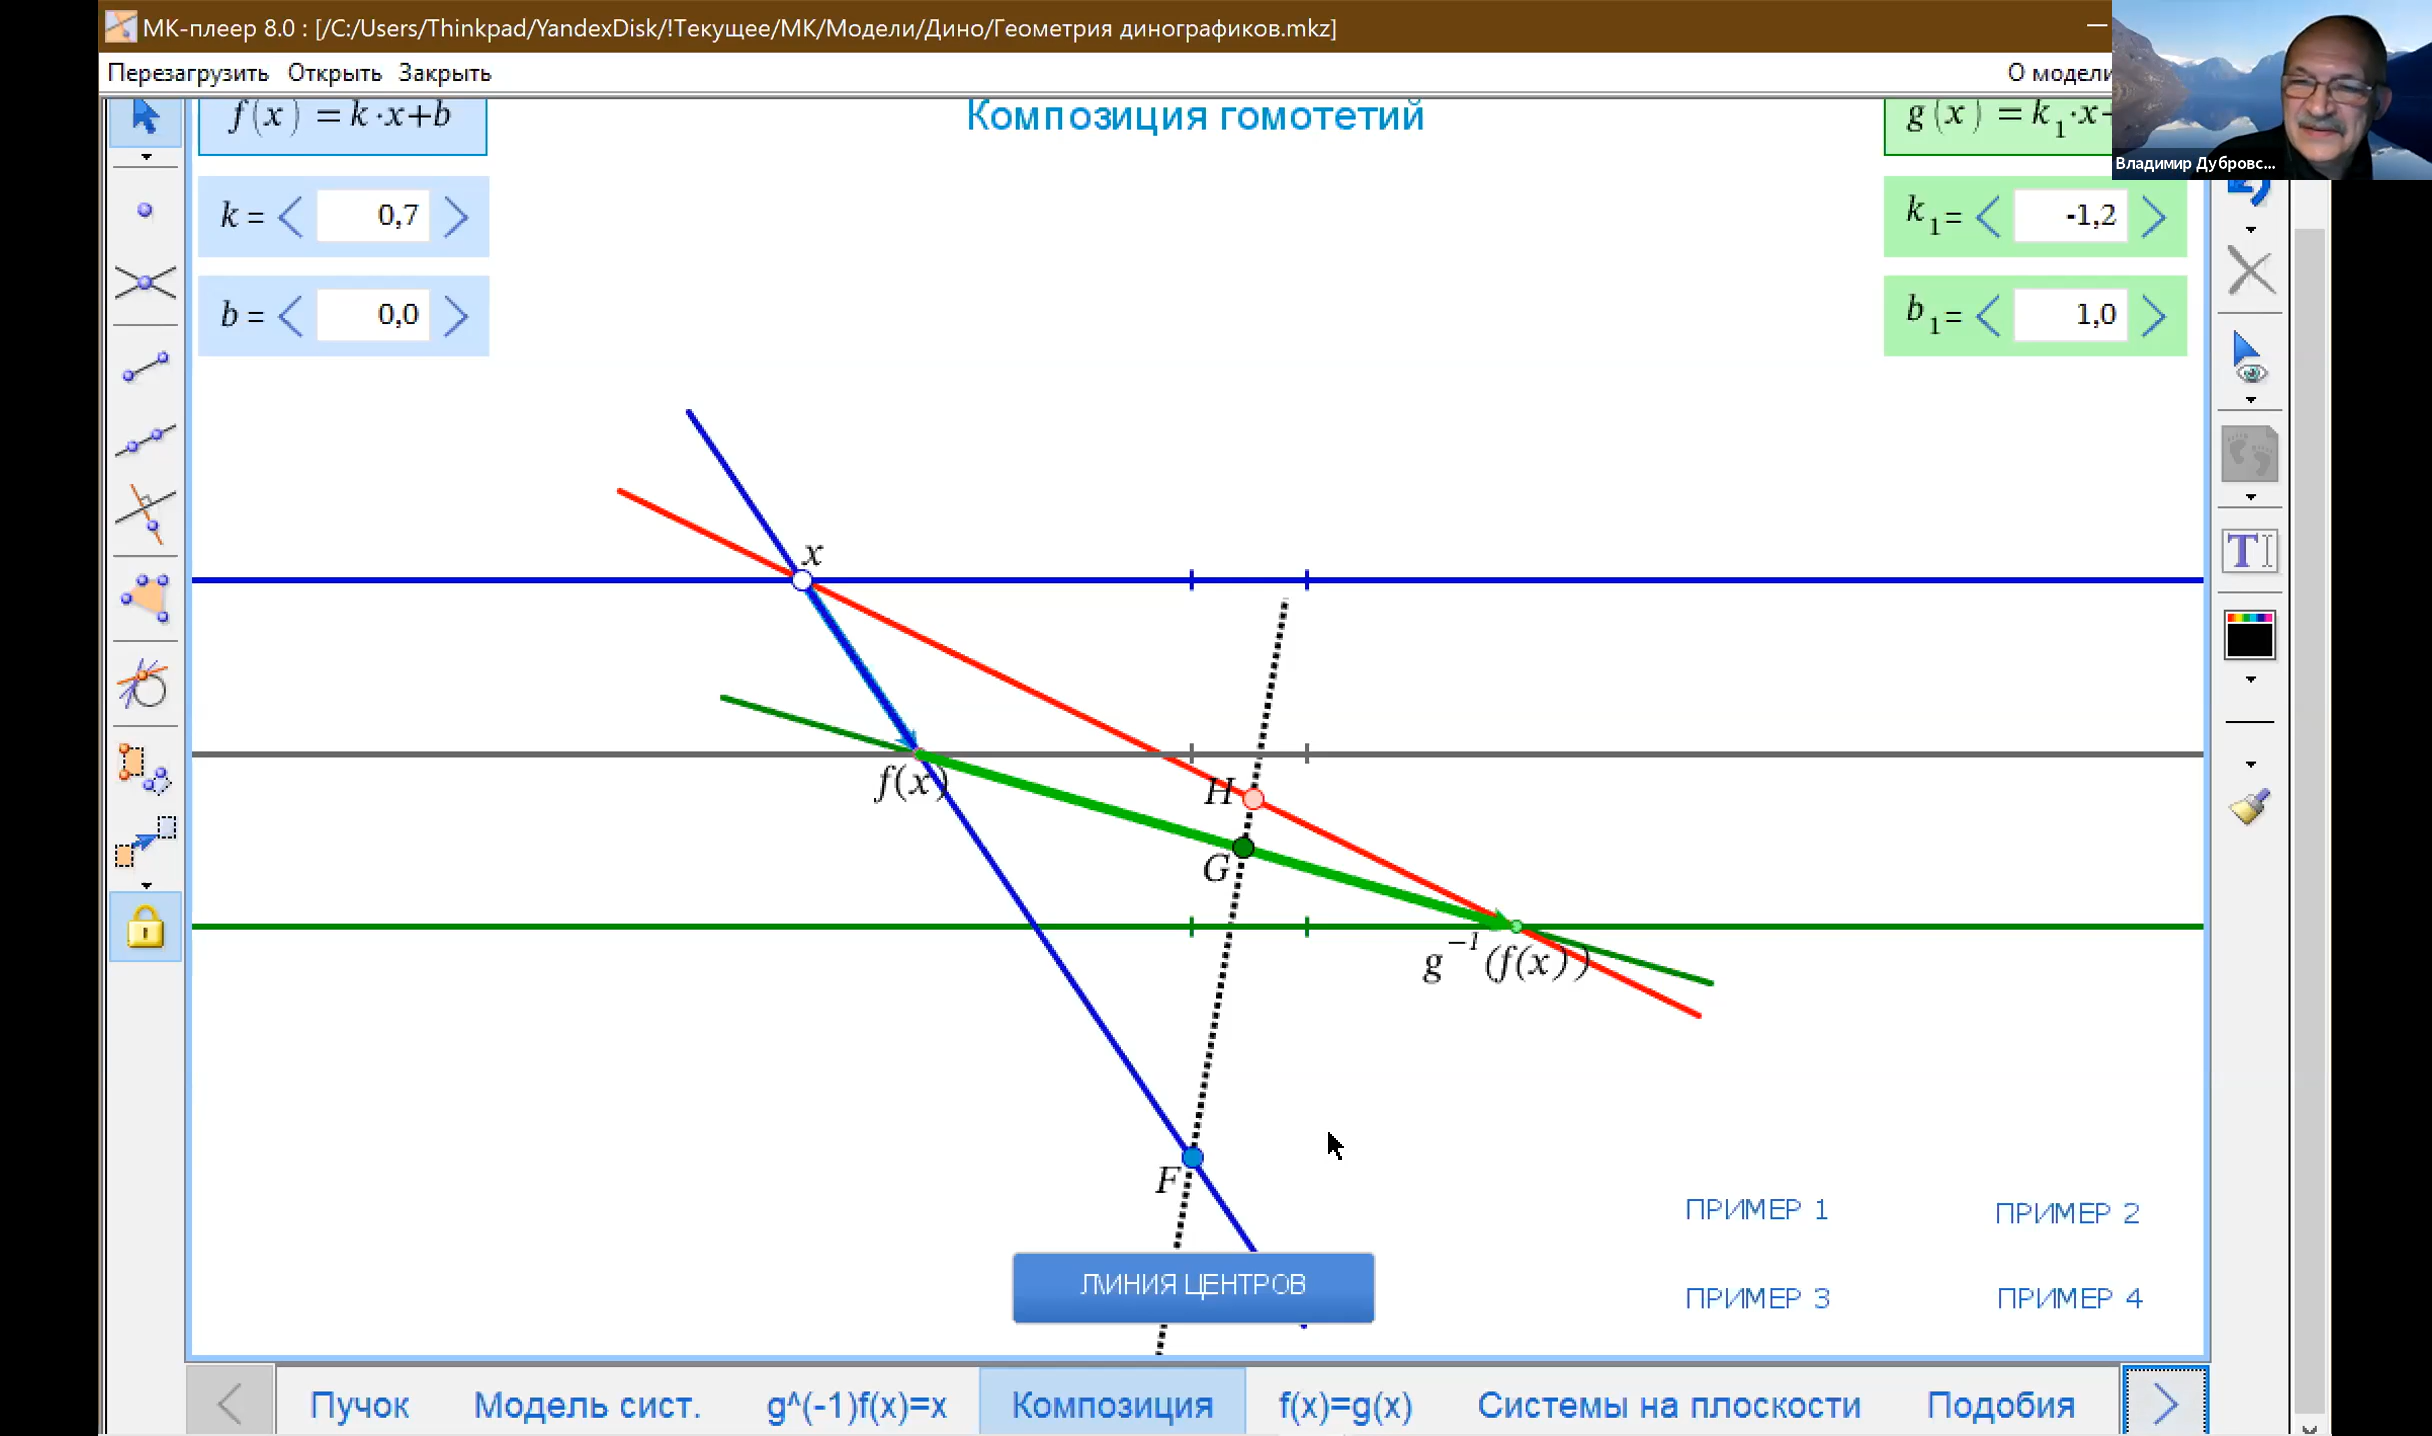 МК-плеер 8.0 : [/C:/Users/Thinkpad/YandexDisk/!Текущее/МК/Модели/Дино/Геометрия динографиков.mkz]
Перезагрузить Открыть Закрыть О модели
f(x) = k·x+b
Композиция гомотетий
g(x) = k₁·x
Владимир Дубровс...
k = 0,7
k₁= -1,2
b = 0,0
b₁= 1,0
x
f(x)
H
G
g⁻¹(f(x))
F
ПРИМЕР 1 ПРИМЕР 2
ЛИНИЯ ЦЕНТРОВ
ПРИМЕР 3 ПРИМЕР 4
Пучок Модель сист. g^(-1)f(x)=x Композиция f(x)=g(x) Системы на плоскости Подобия